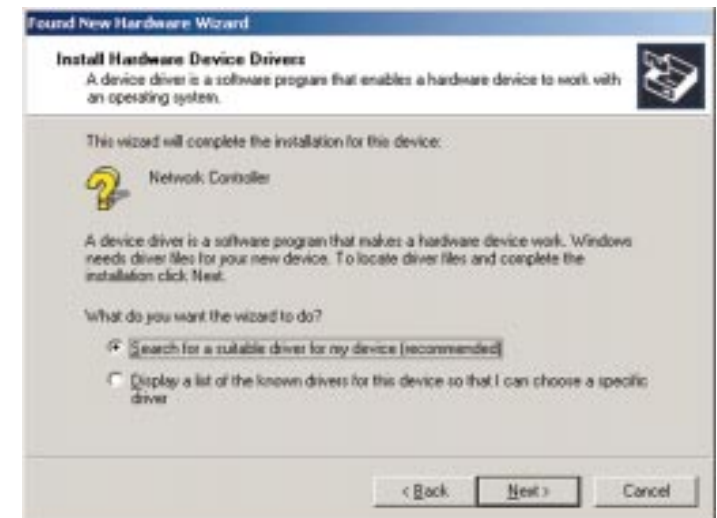 Found New Hardware Wizard
Install Hardware Device Drivers
A device driver is a software program that enables a hardware device to work with
an operating system.
This wizard will complete the installation for this device:
Network Controller
A device driver is a software program that makes a hardware device work. Windows
needs driver files for your new device. To locate driver files and complete the
installation click Next.
What do you want the wizard to do?
Search for a suitable driver for my device (recommended)
Display a list of the known drivers for this device so that I can choose a specific
driver
< Back
Next >
Cancel